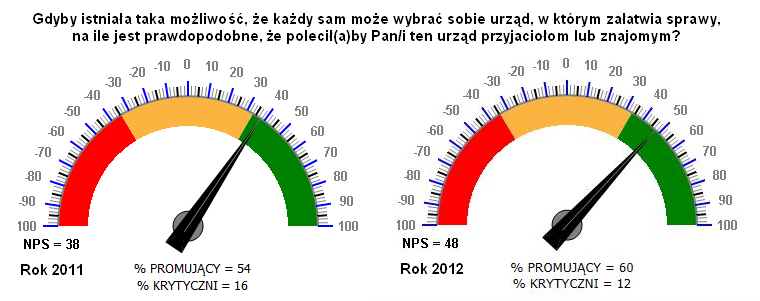 Gdyby istniała taka możliwość, że każdy sam może wybrać sobie urząd, w którym załatwia sprawy,
na ile jest prawdopodobne, że polecił(a)by Pan/i ten urząd przyjaciołom lub znajomym?
100 -90 -80 -70 -60 -50 -40 -30 -20 -10 0 10 20 30 40 50 60 70 80 90 100
NPS = 38
Rok 2011
% PROMUJĄCY = 54
% KRYTYCZNI = 16
100 -90 -80 -70 -60 -50 -40 -30 -20 -10 0 10 20 30 40 50 60 70 80 90 100
NPS = 48
Rok 2012
% PROMUJĄCY = 60
% KRYTYCZNI = 12